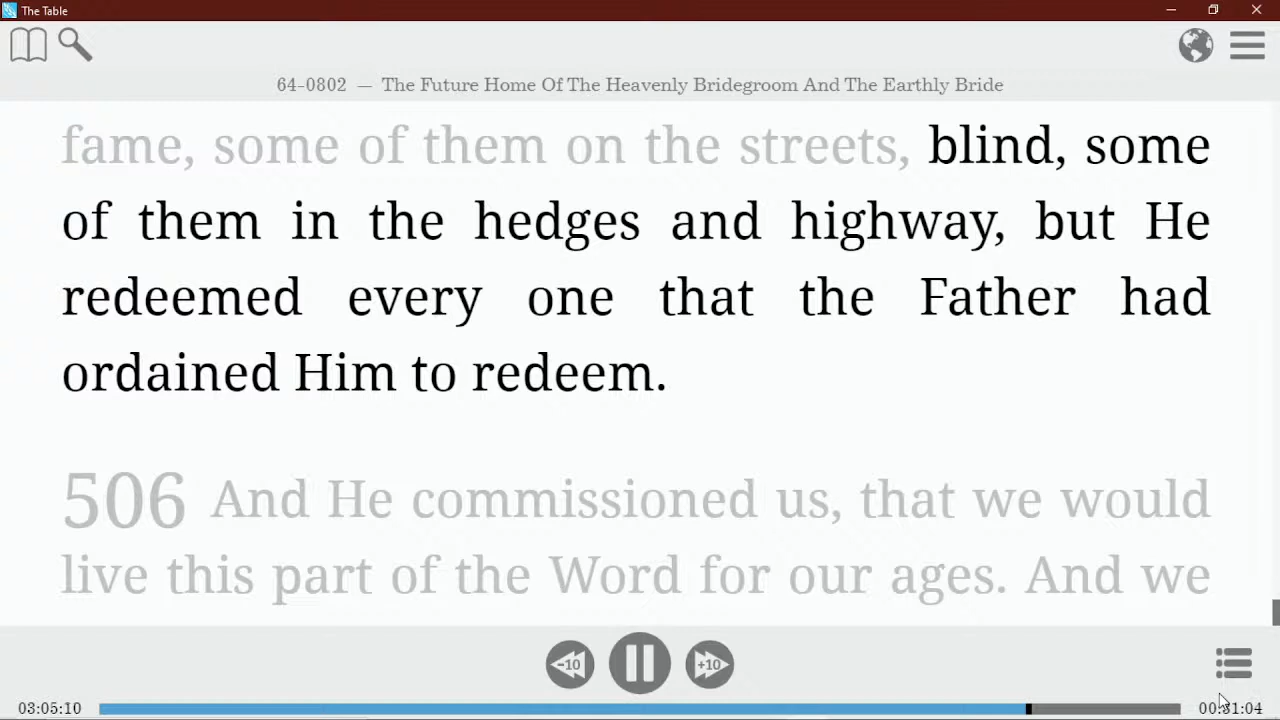 The Table
64-0802 — The Future Home Of The Heavenly Bridegroom And The Earthly Bride
fame, some of them on the streets, blind, some
of them in the hedges and highway, but He
redeemed every one that the Father had
ordained Him to redeem.
506 And He commissioned us, that we would
live this part of the Word for our ages. And we
-10 +10
03:05:10 00:31:04